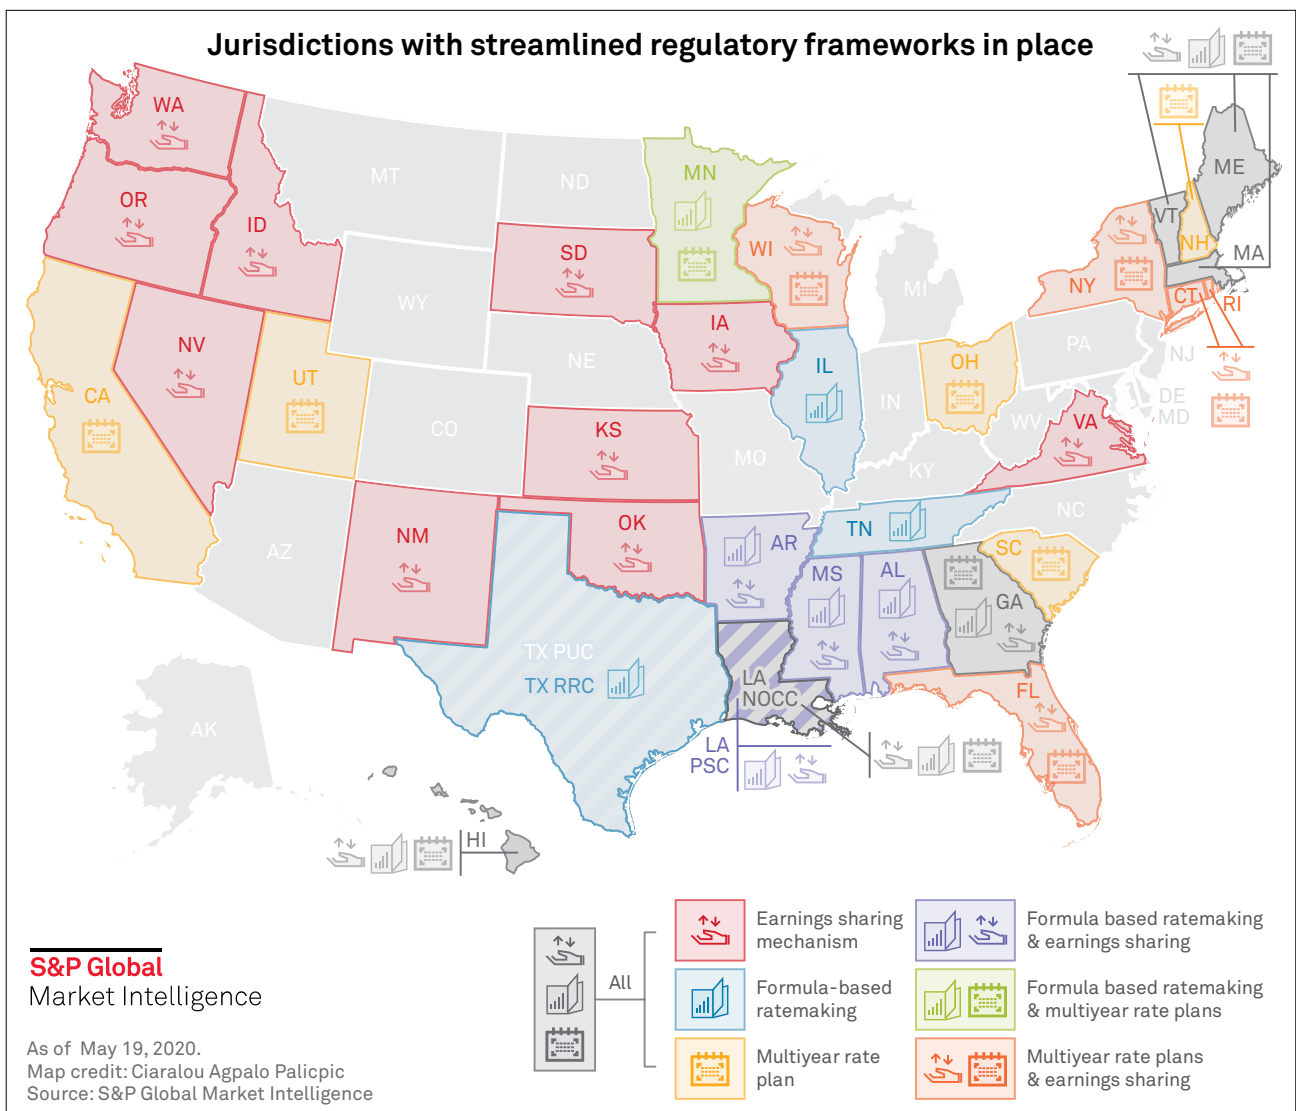 Jurisdictions with streamlined regulatory frameworks in place
WA
OR
ID
MT
ND
MN
SD
WI
WY
NV
CA
UT
CO
NE
IA
IL
MI
IN
OH
PA
NY
VT
NH
ME
MA
CT
RI
NJ
DE
MD
WV
VA
KY
MO
KS
AZ
NM
OK
AR
TN
NC
SC
MS
AL
GA
FL
TX PUC
TX RRC
LA
NOCC
LA
PSC
AK
HI
All
Earnings sharing
mechanism
Formula-based
ratemaking
Multiyear rate
plan
Formula based ratemaking
& earnings sharing
Formula based ratemaking
& multiyear rate plans
Multiyear rate plans
& earnings sharing
S&P Global
Market Intelligence
As of May 19, 2020.
Map credit: Ciaralou Agpalo Palicpic
Source: S&P Global Market Intelligence